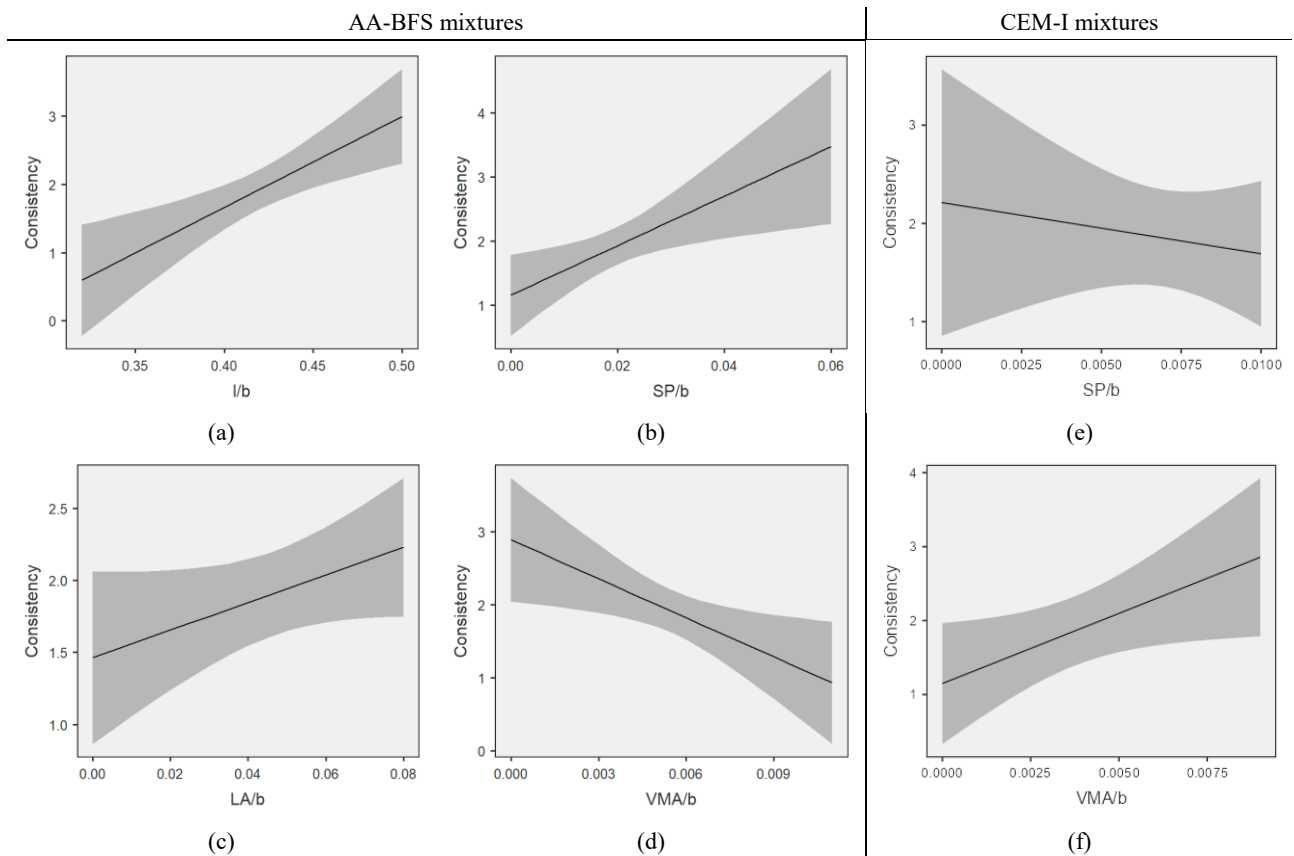 AA-BFS mixtures
CEM-I mixtures
Consistency
3
2
1
0
0.35 0.40 0.45 0.50
l/b
(a)
Consistency
4
3
2
1
0.00 0.02 0.04 0.06
SP/b
(b)
Consistency
3
2
1
0.0000 0.0025 0.0050 0.0075 0.0100
SP/b
(e)
Consistency
2.5
2.0
1.5
1.0
0.00 0.02 0.04 0.06 0.08
LA/b
(c)
Consistency
3
2
1
0
0.000 0.003 0.006 0.009
VMA/b
(d)
Consistency
4
3
2
1
0.0000 0.0025 0.0050 0.0075
VMA/b
(f)